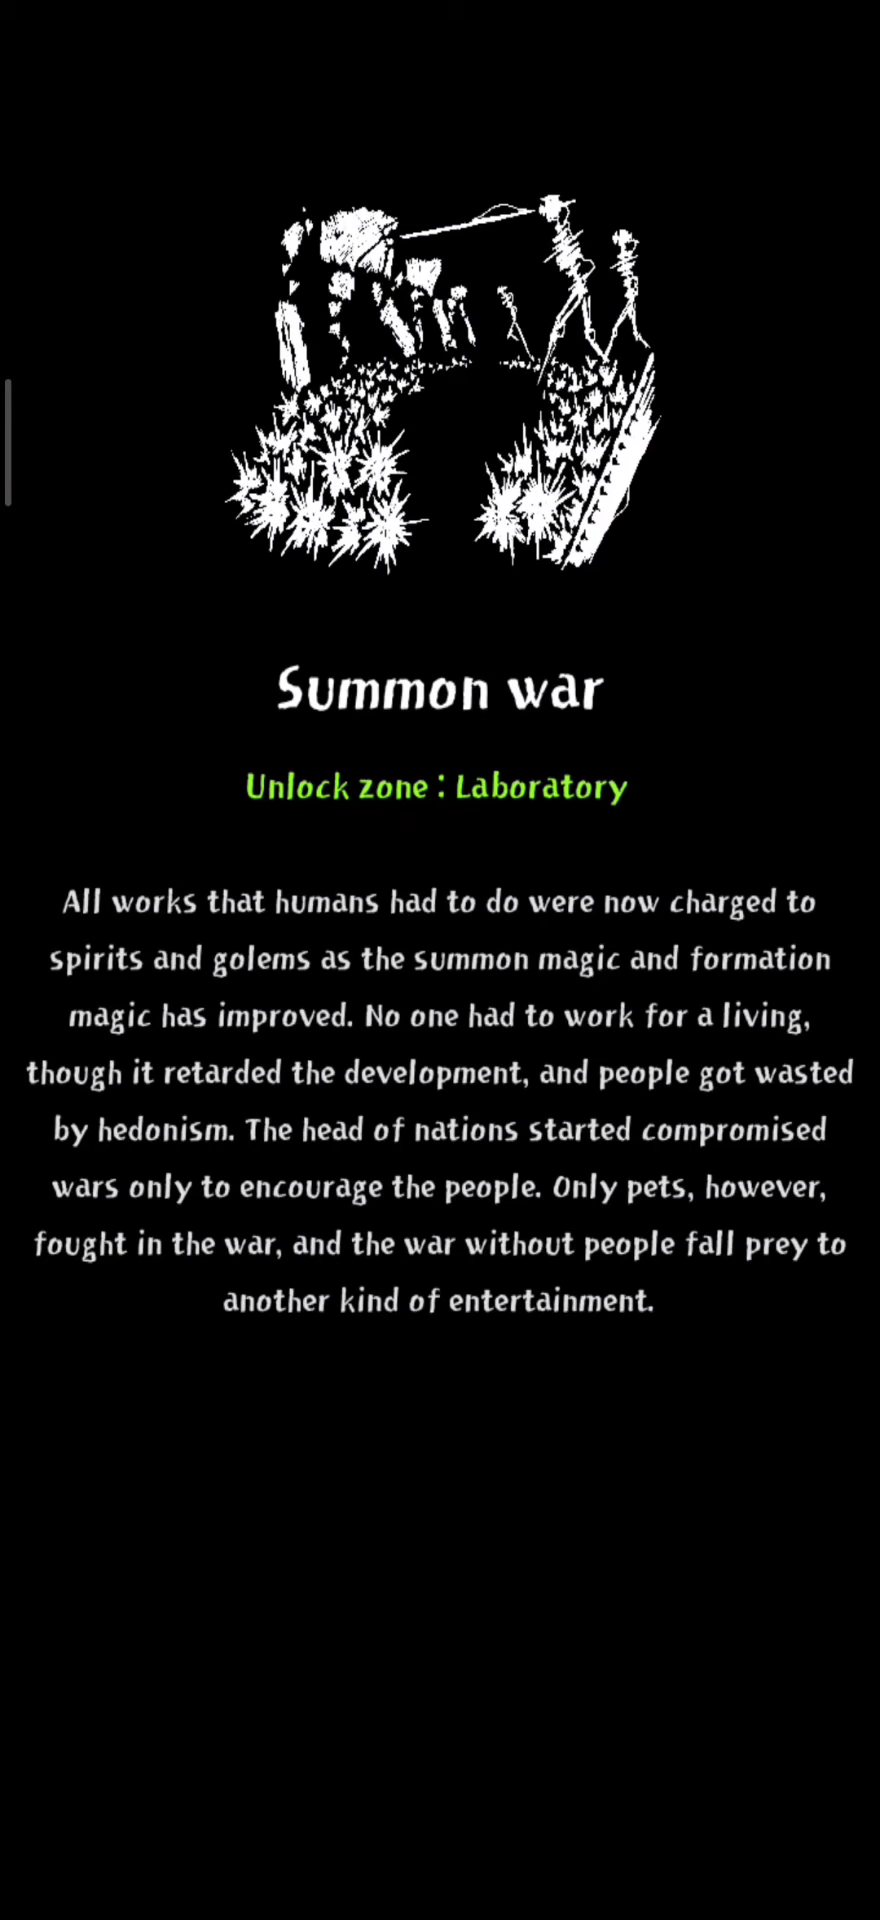 Summon war
Unlock zone : Laboratory
All works that humans had to do were now charged to
spirits and golems as the summon magic and formation
magic has improved. No one had to work for a living,
though it retarded the development, and people got wasted
by hedonism. The head of nations started compromised
wars only to encourage the people. Only pets, however,
fought in the war, and the war without people fall prey to
another kind of entertainment.